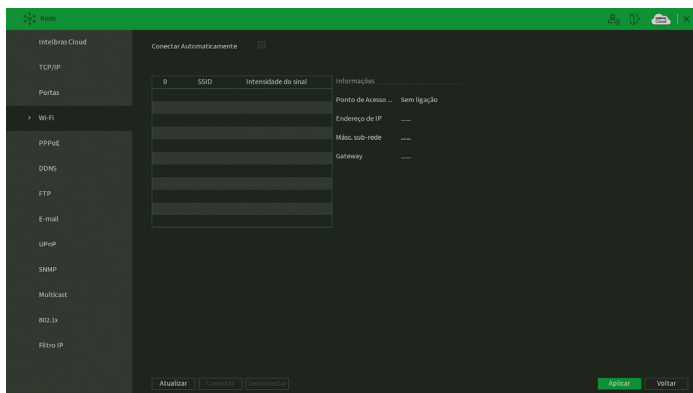 Rede
Cloud
Intelbras Cloud
TCP/IP
Portas
> Wi-Fi
PPPoE
DDNS
FTP
E-mail
UPnP
SNMP
Multicast
802.1x
Filtro IP
Conectar Automaticamente
0 SSID Intensidade do sinal
Informações
Ponto de Acesso ... Sem ligação
Endereço de IP ----
Másc. sub-rede ----
Gateway ----
Atualizar Conectar Desconectar
Aplicar Voltar